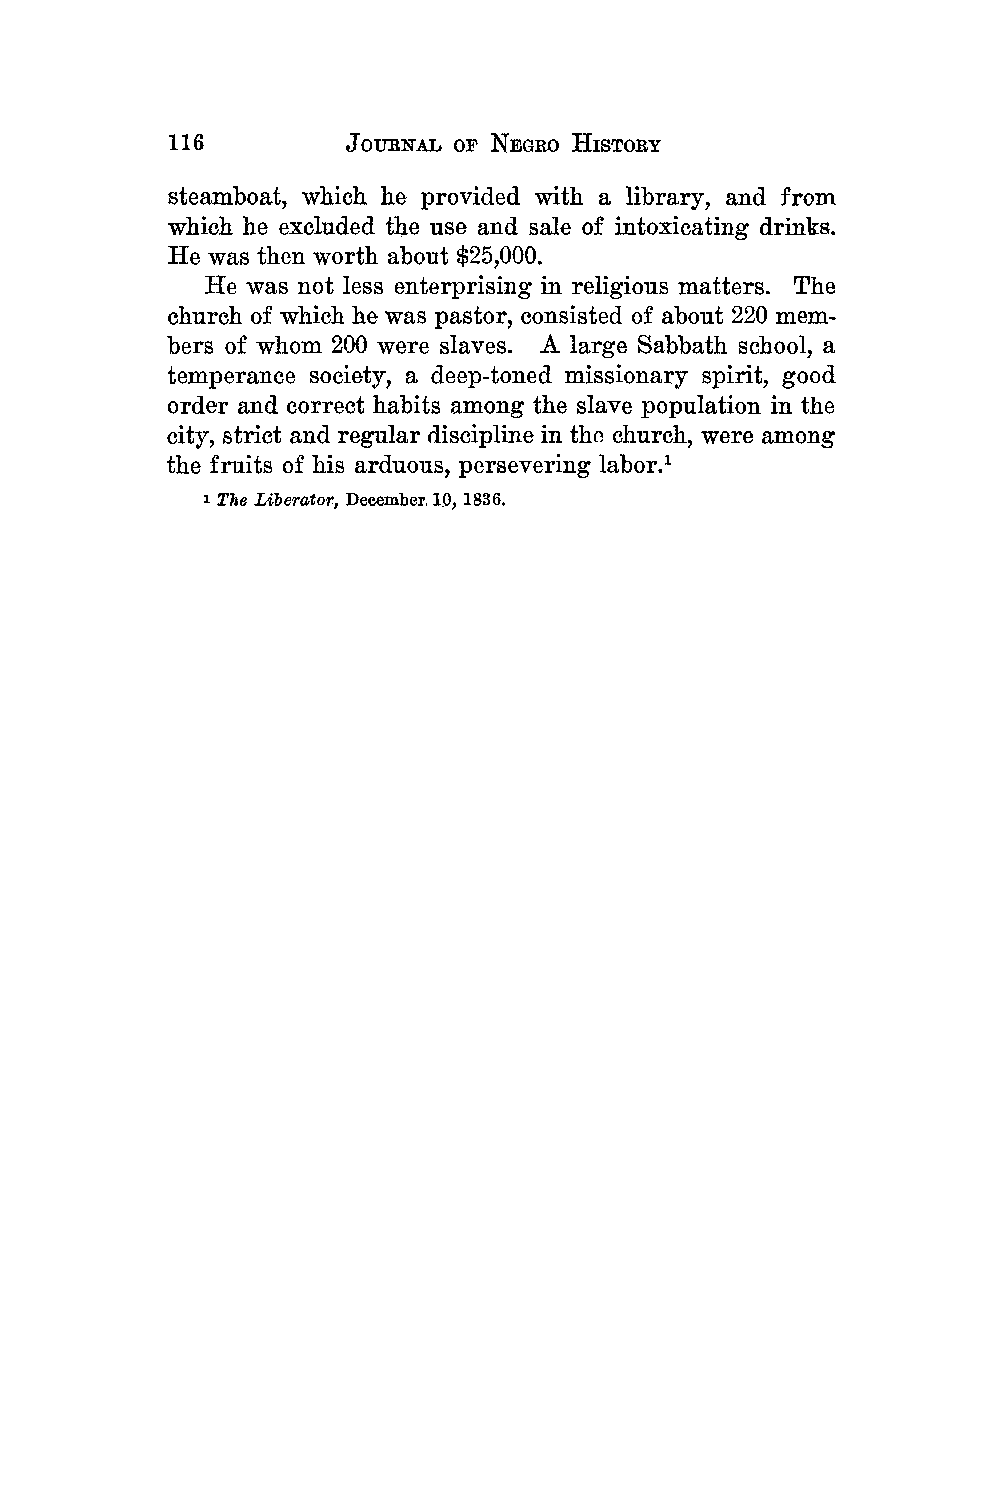 116 JOURNAL OF NEGRO HISTORY
steamboat, which he provided with a library, and from
which he excluded the use and sale of intoxicating drinks.
He was then worth about $25,000.
He was not less enterprising in religious matters. The
church of which he was pastor, consisted of about 220 mem-
bers of whom 200 were slaves. A large Sabbath school, a
temperance society, a deep-toned missionary spirit, good
order and correct habits among the slave population in the
city, strict and regular discipline in the church, were among
the fruits of his arduous, persevering labor.¹
¹ The Liberator, December 10, 1836.